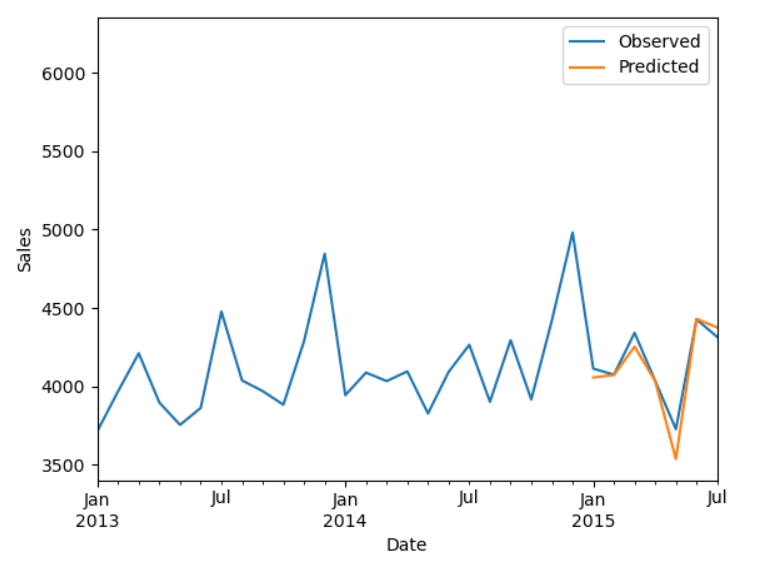 Observed
Predicted
6000
5500
5000
4500
4000
3500
Sales
Jan Jul Jan Jul Jan Jul
2013 2014 2015
Date